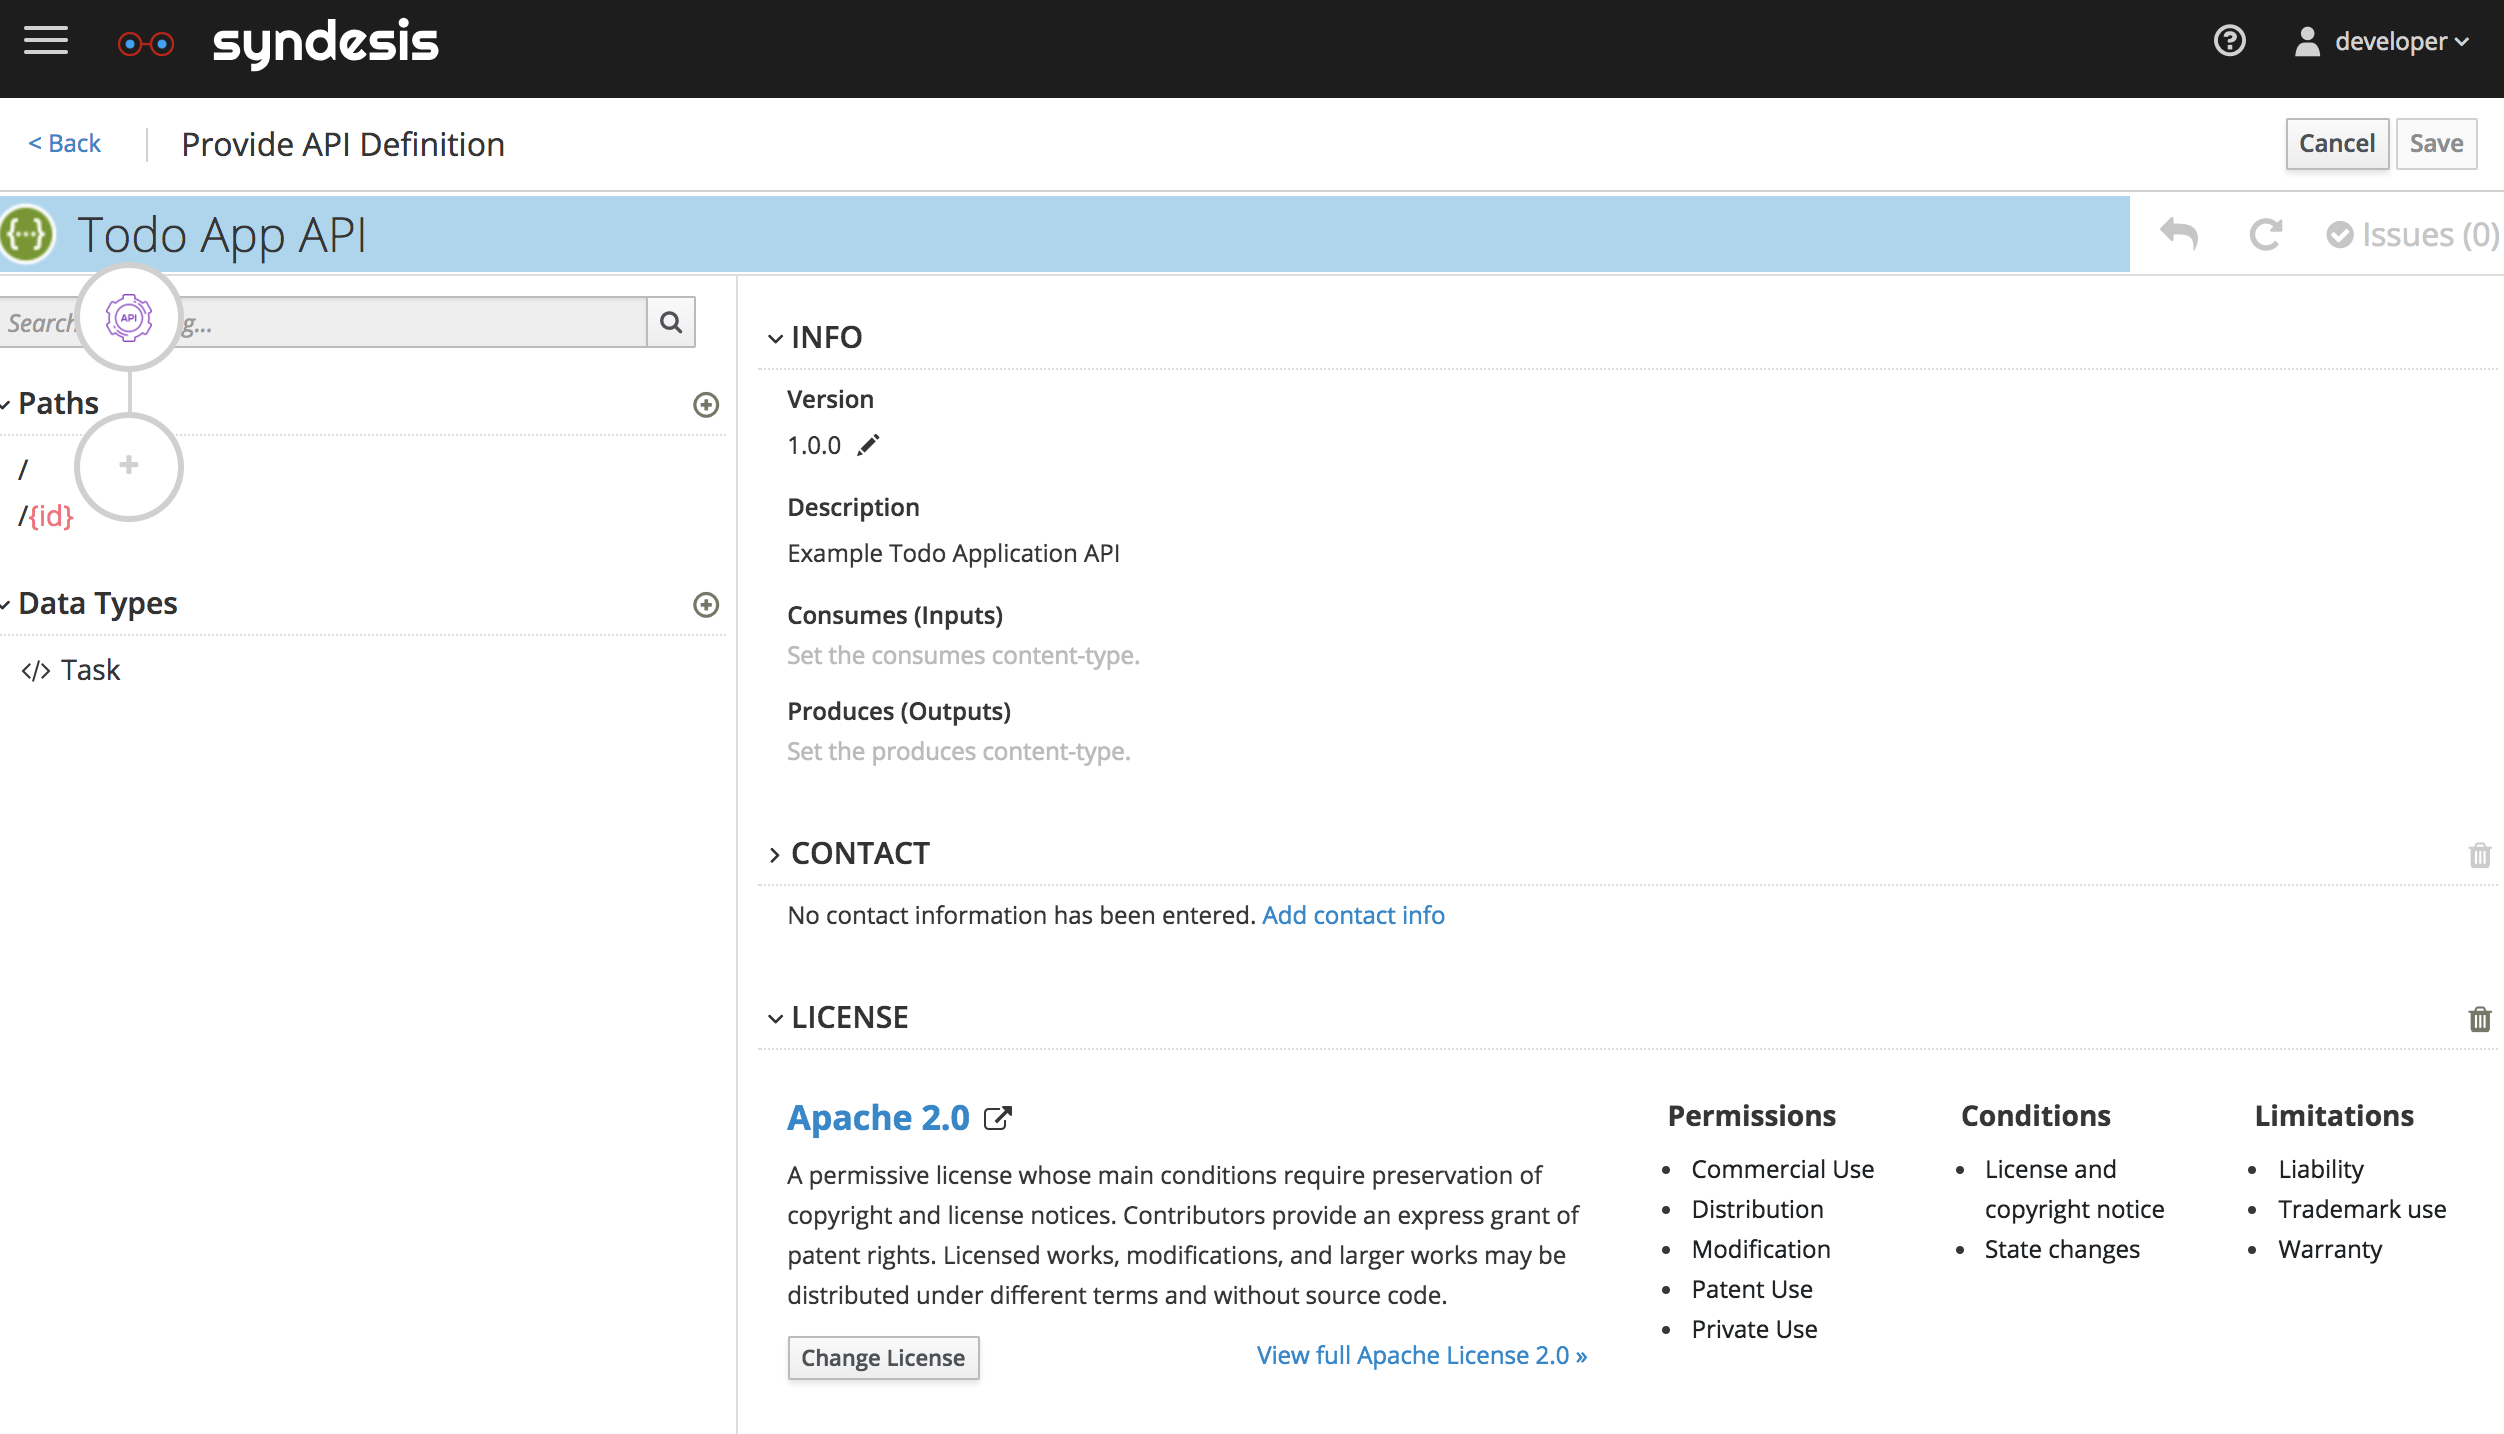 syndesis
developer
< Back
Provide API Definition
Cancel
Save
{···} Todo App API
Issues (0)
Search
g...
API
Paths
/
/{id}
Data Types
</> Task
INFO
Version
1.0.0
Description
Example Todo Application API
Consumes (Inputs)
Set the consumes content-type.
Produces (Outputs)
Set the produces content-type.
CONTACT
No contact information has been entered. Add contact info
LICENSE
Apache 2.0
A permissive license whose main conditions require preservation of
copyright and license notices. Contributors provide an express grant of
patent rights. Licensed works, modifications, and larger works may be
distributed under different terms and without source code.
Change License
View full Apache License 2.0 »
Permissions
• Commercial Use
• Distribution
• Modification
• Patent Use
• Private Use
Conditions
• License and
copyright notice
• State changes
Limitations
• Liability
• Trademark use
• Warranty